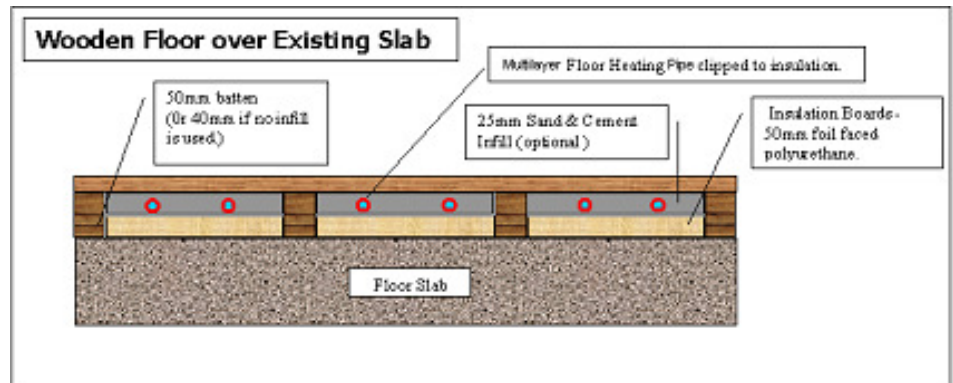 Wooden Floor over Existing Slab
Multilayer Floor Heating Pipe clipped to insulation.
50mm batten
(0r 40mm if no infill
is used.)
25mm Sand & Cement
Infill (optional)
Insulation Boards -
50mm foil faced
polyurethane.
Floor Slab